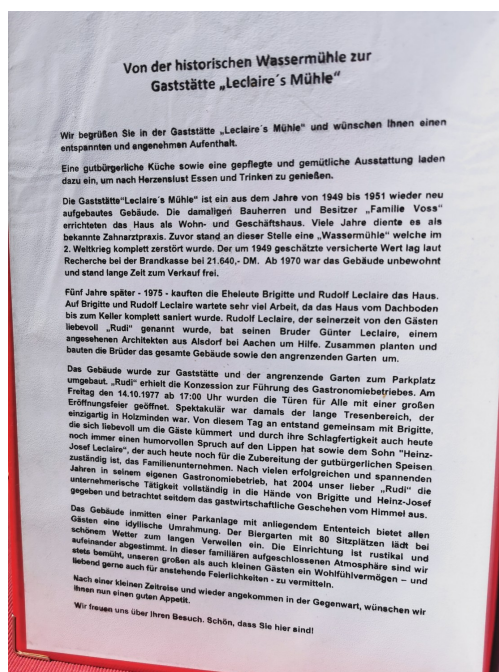 Von der historischen Wassermühle zur
Gaststätte „Leclaire´s Mühle"
Wir begrüßen Sie in der Gaststätte „Leclaire´s Mühle" und wünschen Ihnen einen
entspannten und angenehmen Aufenthalt.
Eine gutbürgerliche Küche sowie eine gepflegte und gemütliche Ausstattung laden
dazu ein, um nach Herzenslust Essen und Trinken zu genießen.
Die Gaststätte"Leclaire´s Mühle" ist ein aus dem Jahre von 1949 bis 1951 wieder neu
aufgebautes Gebäude. Die damaligen Bauherren und Besitzer „Familie Voss"
errichteten das Haus als Wohn- und Geschäftshaus. Viele Jahre diente es als
bekannte Zahnarztpraxis. Zuvor stand an dieser Stelle eine „Wassermühle" welche im
2. Weltkrieg komplett zerstört wurde. Der um 1949 geschätzte versicherte Wert lag laut
Recherche bei der Brandkasse bei 21.640,- DM. Ab 1970 war das Gebäude unbewohnt
und stand lange Zeit zum Verkauf frei.
Fünf Jahre später - 1975 - kauften die Eheleute Brigitte und Rudolf Leclaire das Haus.
Auf Brigitte und Rudolf Leclaire wartete sehr viel Arbeit, da das Haus vom Dachboden
bis zum Keller komplett saniert wurde. Rudolf Leclaire, der seinerzeit von den Gästen
liebevoll „Rudi" genannt wurde, bat seinen Bruder Günter Leclaire, einem
angesehenen Architekten aus Alsdorf bei Aachen um Hilfe. Zusammen planten und
bauten die Brüder das gesamte Gebäude sowie den angrenzenden Garten um.
Das Gebäude wurde zur Gaststätte und der angrenzende Garten zum Parkplatz
umgebaut. „Rudi" erhielt die Konzession zur Führung des Gastronomiebetriebes. Am
Freitag den 14.10.1977 ab 17:00 Uhr wurden die Türen für Alle mit einer großen
Eröffnungsfeier geöffnet. Spektakulär war damals der lange Tresenbereich, der
einzigartig in Holzminden war. Von diesem Tag an entstand gemeinsam mit Brigitte,
die sich liebevoll um die Gäste kümmert und durch ihre Schlagfertigkeit auch heute
noch immer einen humorvollen Spruch auf den Lippen hat sowie dem Sohn "Heinz-
Josef Leclaire", der auch heute noch für die Zubereitung der gutbürgerlichen Speisen
zuständig ist, das Familienunternehmen. Nach vielen erfolgreichen und spannenden
Jahren in seinem eigenen Gastronomiebetrieb, hat 2004 unser lieber „Rudi" die
unternehmerische Tätigkeit vollständig in die Hände von Brigitte und Heinz-Josef
gegeben und betrachtet seitdem das gastwirtschaftliche Geschehen vom Himmel aus.
Das Gebäude inmitten einer Parkanlage mit anliegendem Ententeich bietet allen
Gästen eine idyllische Umrahmung. Der Biergarten mit 80 Sitzplätzen lädt bei
schönem Wetter zum langen Verweilen ein. Die Einrichtung ist rustikal und
aufeinander abgestimmt. In dieser familiären aufgeschlossenen Atmosphäre sind wir
stets bemüht, unseren großen als auch kleinen Gästen ein Wohlfühlvermögen – und
liebend gerne auch für anstehende Feierlichkeiten - zu vermitteln.
Nach einer kleinen Zeitreise und wieder angekommen in der Gegenwart, wünschen wir
Ihnen nun einen guten Appetit.
Wir freuen uns über Ihren Besuch. Schön, dass Sie hier sind!